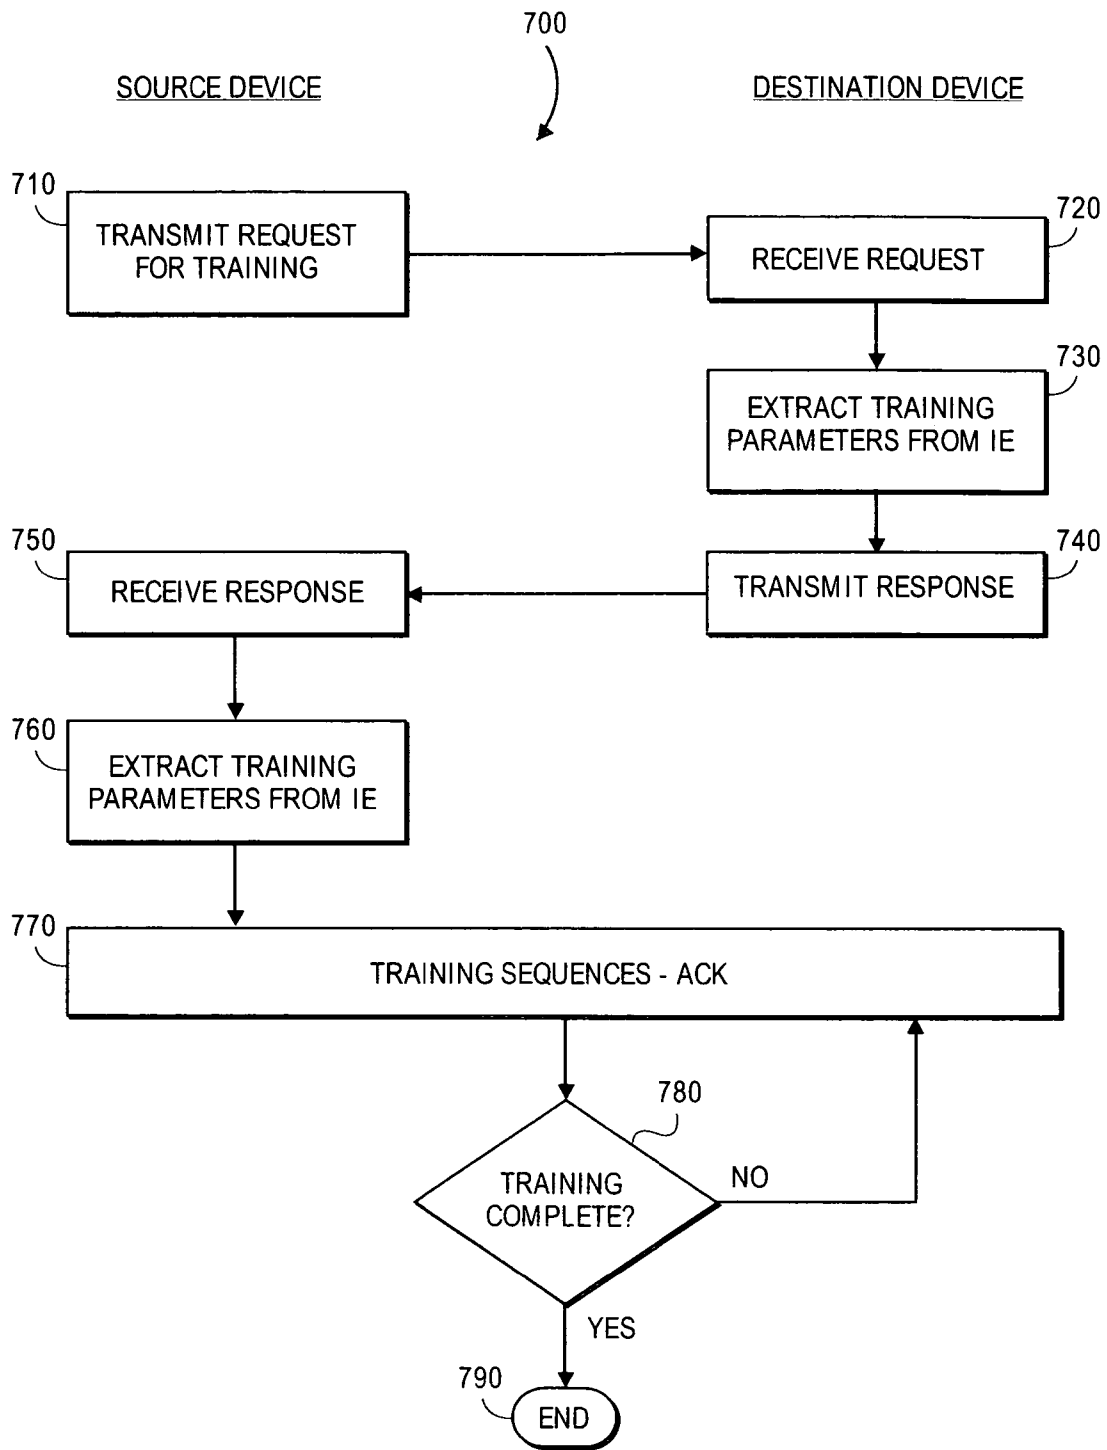 700
SOURCE DEVICE
DESTINATION DEVICE
710
TRANSMIT REQUEST
FOR TRAINING
720
RECEIVE REQUEST
730
EXTRACT TRAINING
PARAMETERS FROM IE
740
TRANSMIT RESPONSE
750
RECEIVE RESPONSE
760
EXTRACT TRAINING
PARAMETERS FROM IE
770
TRAINING SEQUENCES - ACK
780
TRAINING
COMPLETE?
NO
YES
790
END